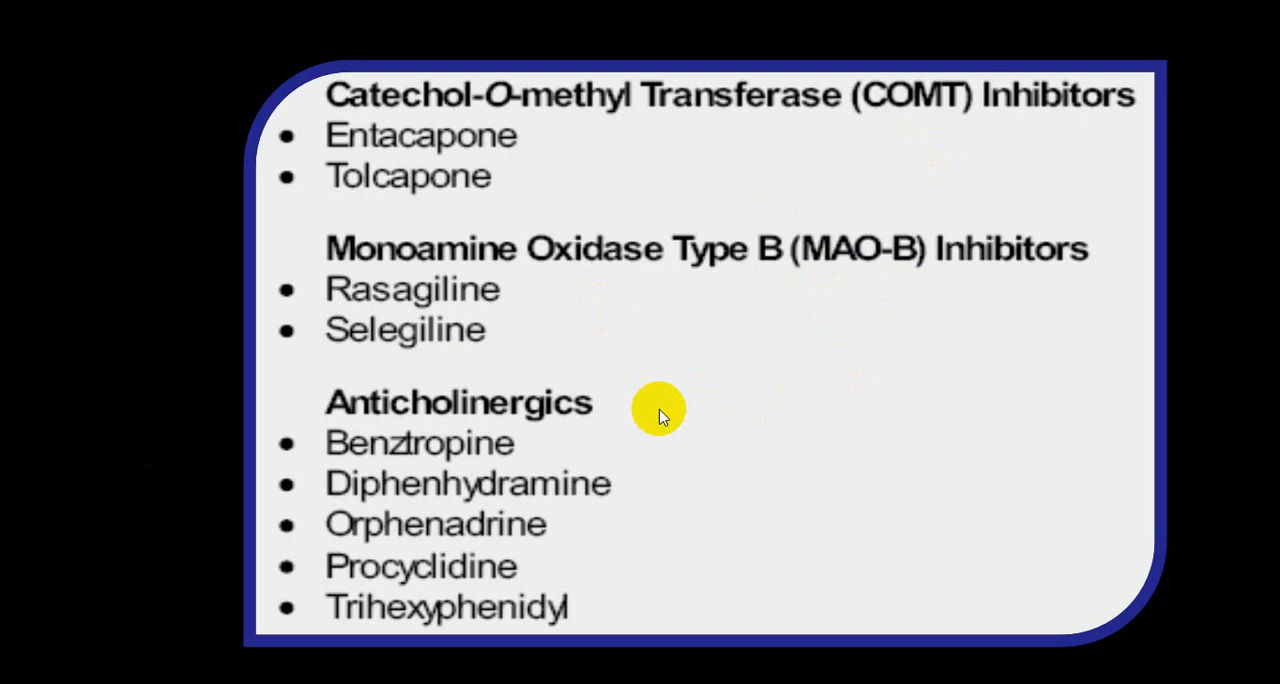 Catechol-O-methyl Transferase (COMT) Inhibitors
• Entacapone
• Tolcapone
Monoamine Oxidase Type B (MAO-B) Inhibitors
• Rasagiline
• Selegiline
Anticholinergics
• Benztropine
• Diphenhydramine
• Orphenadrine
• Procyclidine
• Trihexyphenidyl